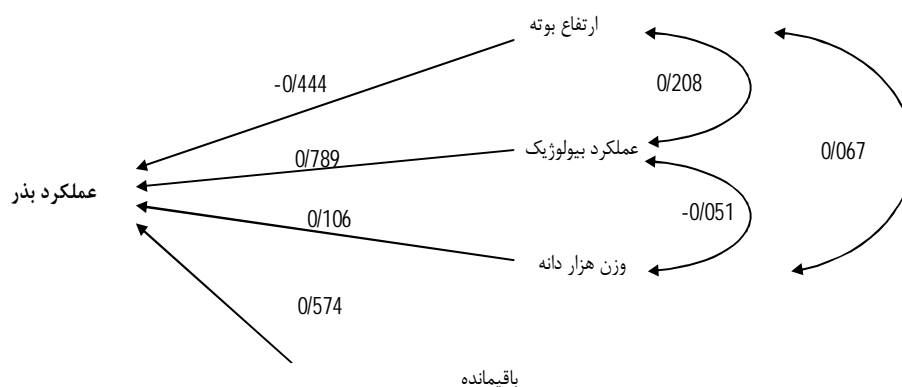 ارتفاع بوته
-0/444
0/208
عملکرد بیولوژیک
0/789
0/067
عملکرد بذر
-0/051
0/106
وزن هزار دانه
0/574
باقیمانده